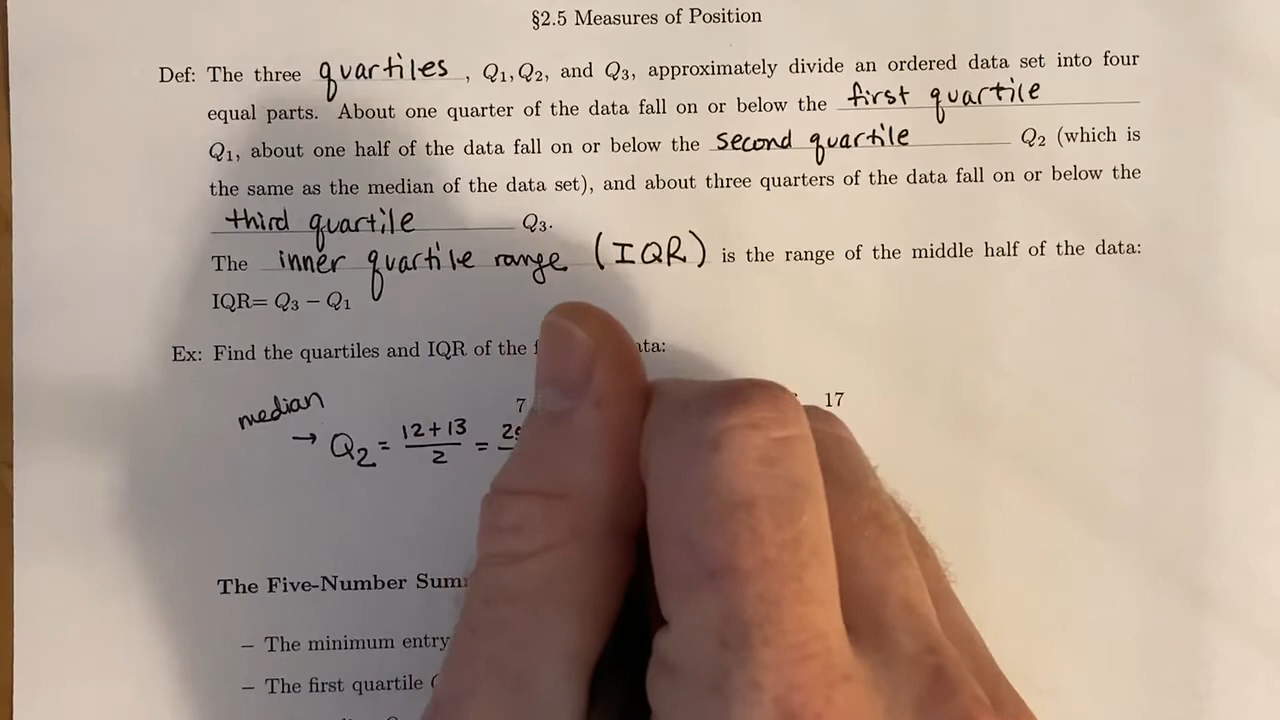 §2.5 Measures of Position
Def: The three quartiles , Q1, Q2, and Q3, approximately divide an ordered data set into four
equal parts. About one quarter of the data fall on or below the first quartile
Q1, about one half of the data fall on or below the second quartile Q2 (which is
the same as the median of the data set), and about three quarters of the data fall on or below the
third quartile Q3.
The inner quartile range (IQR) is the range of the middle half of the data:
IQR= Q3 − Q1
Ex: Find the quartiles and IQR of the
7 17
median
→ Q2 = 12+13/2 =
The Five-Number
– The minimum entry
– The first quartile